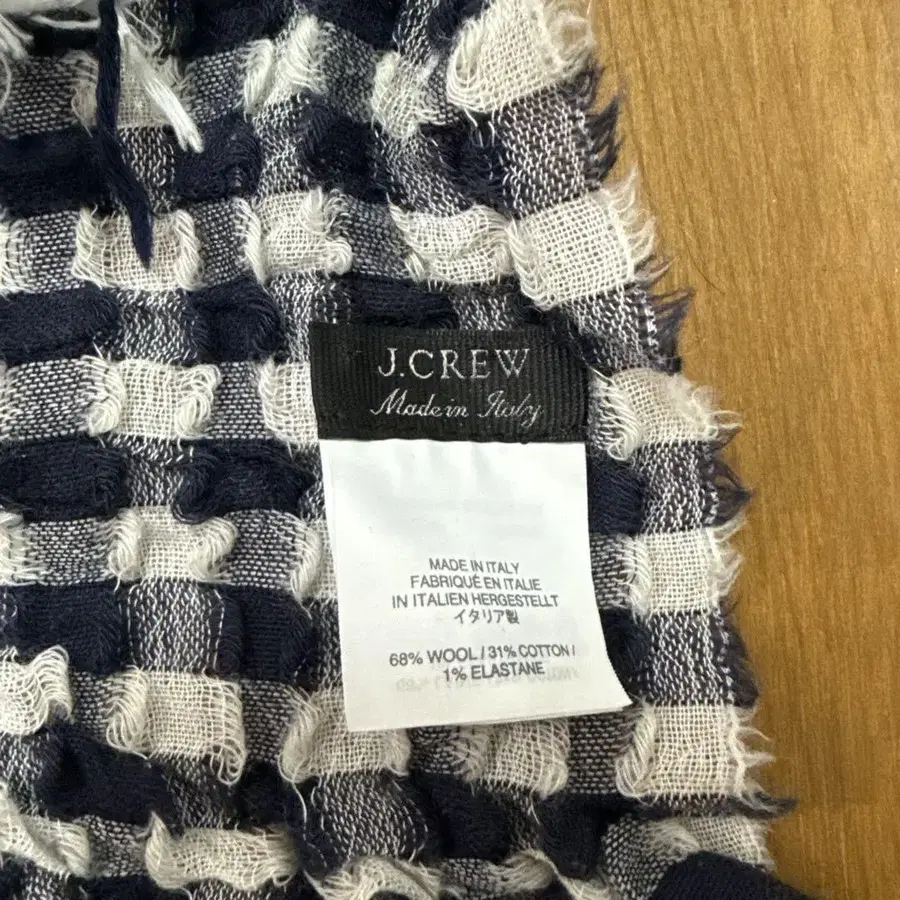 J.CREW
Made in Italy
MADE IN ITALY
FABRIQUÉ EN ITALIE
IN ITALIEN HERGESTELLT
イタリア製
68% WOOL / 31% COTTON /
1% ELASTANE